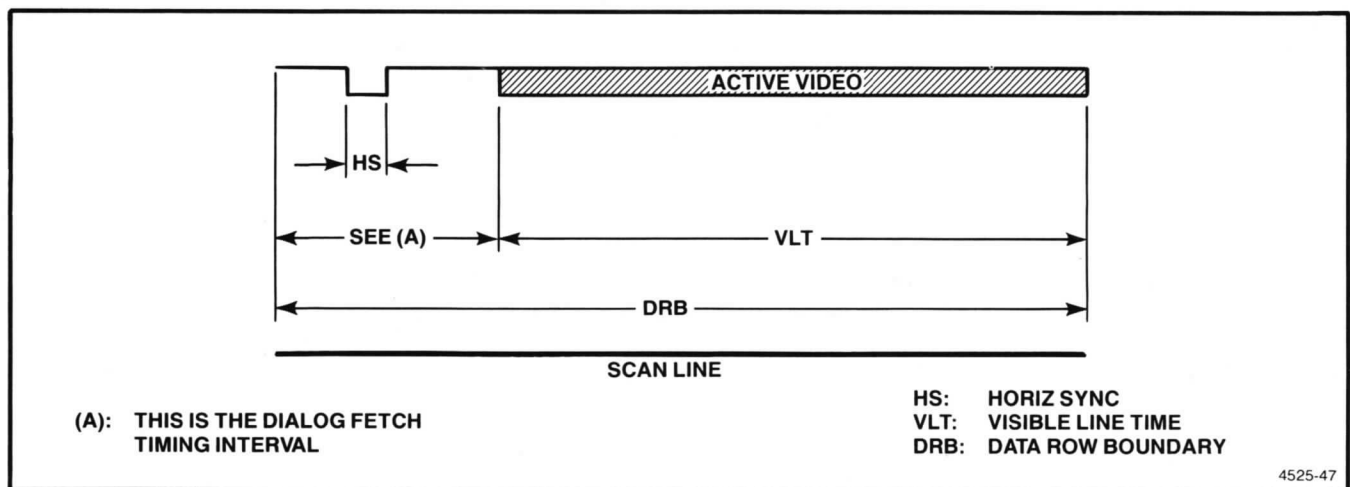 ACTIVE VIDEO
HS
SEE (A)
VLT
DRB
SCAN LINE
(A): THIS IS THE DIALOG FETCH
TIMING INTERVAL
HS: HORIZ SYNC
VLT: VISIBLE LINE TIME
DRB: DATA ROW BOUNDARY
4525-47